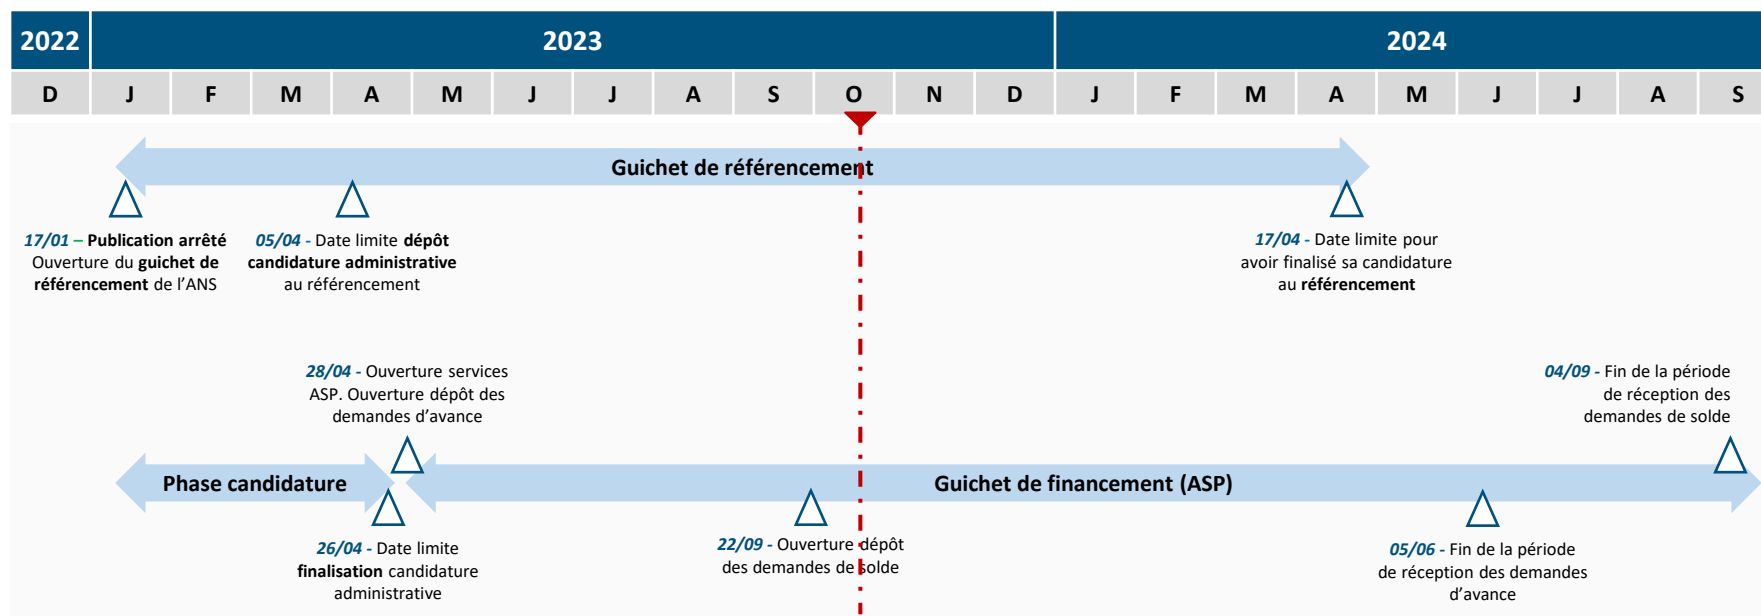 2022 2023 2024
D J F M A M J J A S O N D J F M A M J J A S
Guichet de référencement
17/01 – Publication arrêté
Ouverture du guichet de
référencement de l'ANS
05/04 - Date limite dépôt
candidature administrative
au référencement
17/04 - Date limite pour
avoir finalisé sa candidature
au référencement
28/04 - Ouverture services
ASP. Ouverture dépôt des
demandes d'avance
04/09 - Fin de la période
de réception des
demandes de solde
Phase candidature
Guichet de financement (ASP)
26/04 - Date limite
finalisation candidature
administrative
22/09 - Ouverture dépôt
des demandes de solde
05/06 - Fin de la période
de réception des demandes
d'avance